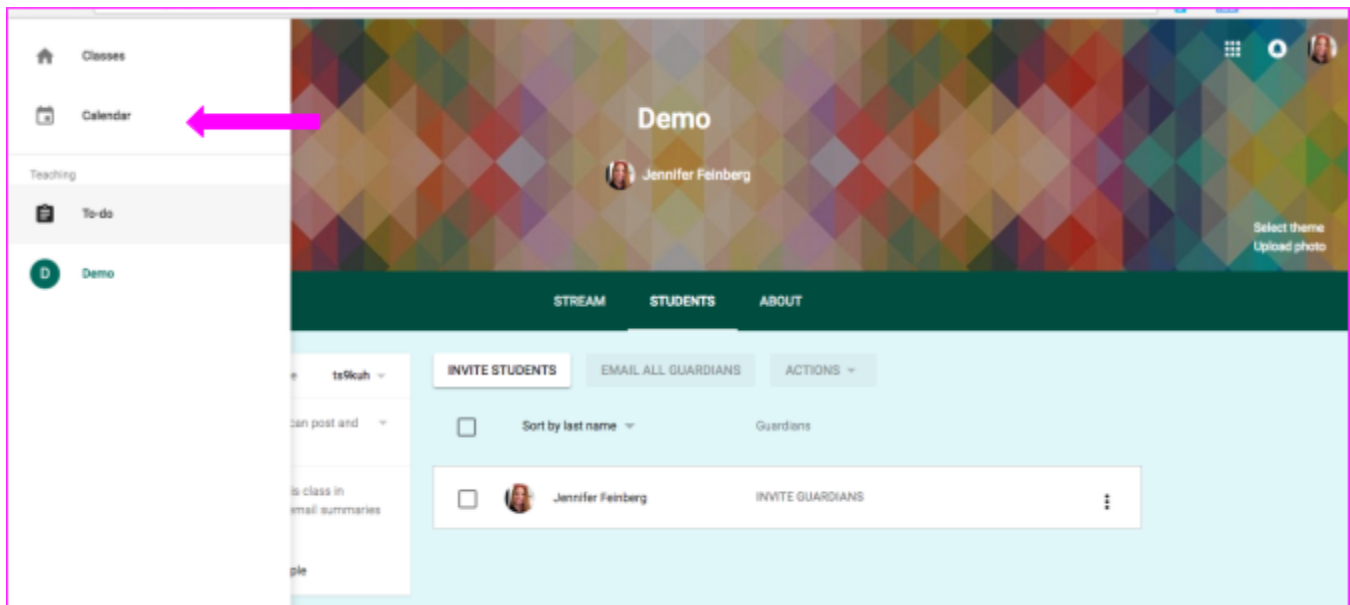 Classes
Calendar
Teaching
To-do
D
Demo
Demo
Jennifer Feinberg
Select theme
Upload photo
STREAM STUDENTS ABOUT
ts9kuh
can post and
is class in
email summaries
ple
INVITE STUDENTS EMAIL ALL GUARDIANS ACTIONS
Sort by last name Guardians
Jennifer Feinberg INVITE GUARDIANS